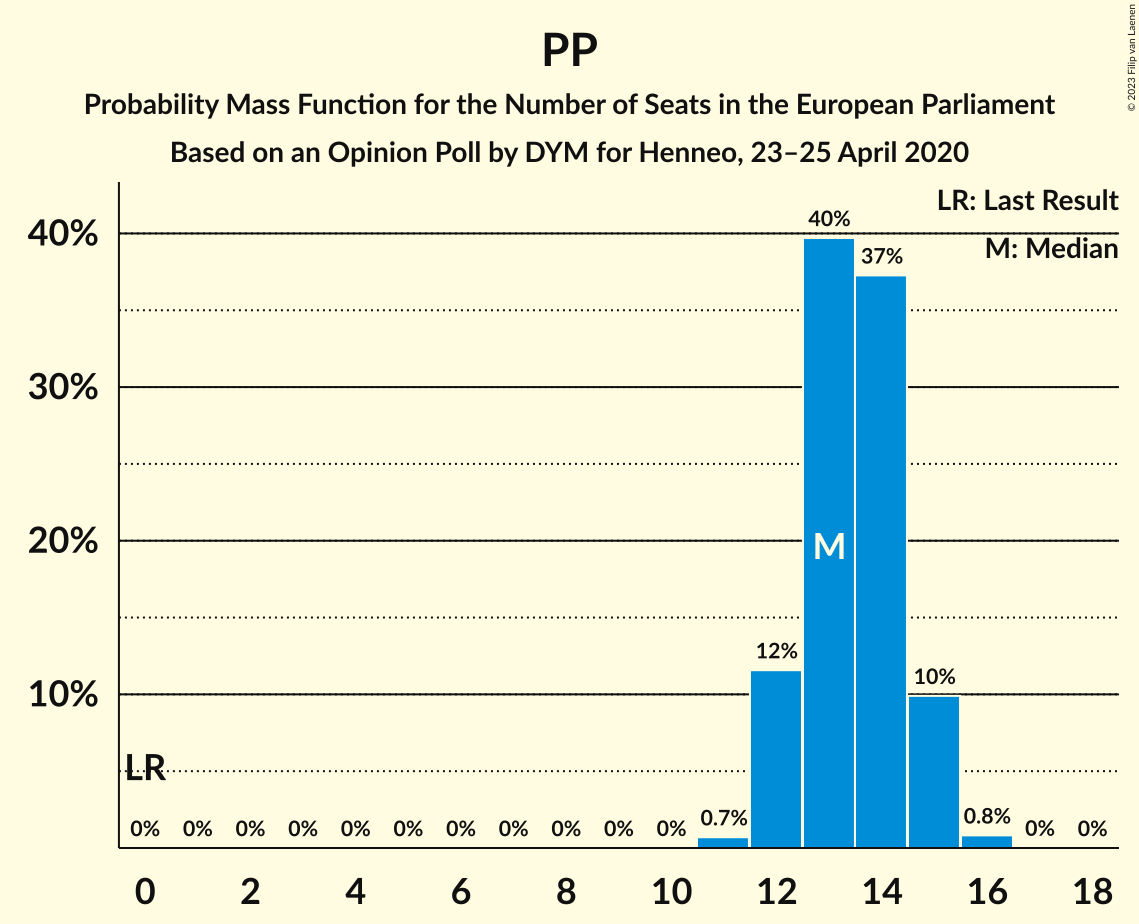 PP
Probability Mass Function for the Number of Seats in the European Parliament
Based on an Opinion Poll by DYM for Henneo, 23–25 April 2020
© 2023 Filip van Laenen
LR: Last Result
M: Median
40%
30%
20%
10%
40%
37%
M
12%
10%
LR
0% 0% 0% 0% 0% 0% 0% 0% 0% 0% 0% 0.7% 0.8% 0% 0%
0 2 4 6 8 10 12 14 16 18